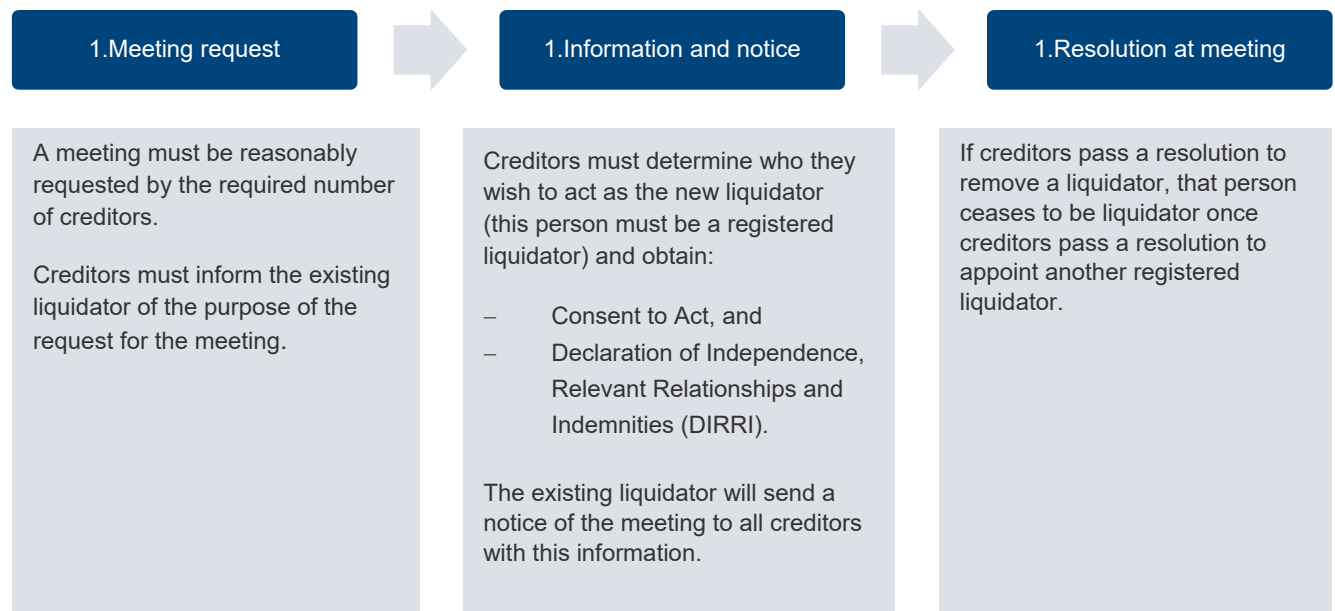 1.Meeting request
1.Information and notice
1.Resolution at meeting
A meeting must be reasonably
requested by the required number
of creditors.
Creditors must inform the existing
liquidator of the purpose of the
request for the meeting.
Creditors must determine who they
wish to act as the new liquidator
(this person must be a registered
liquidator) and obtain:
– Consent to Act, and
– Declaration of Independence,
Relevant Relationships and
Indemnities (DIRRI).
The existing liquidator will send a
notice of the meeting to all creditors
with this information.
If creditors pass a resolution to
remove a liquidator, that person
ceases to be liquidator once
creditors pass a resolution to
appoint another registered
liquidator.